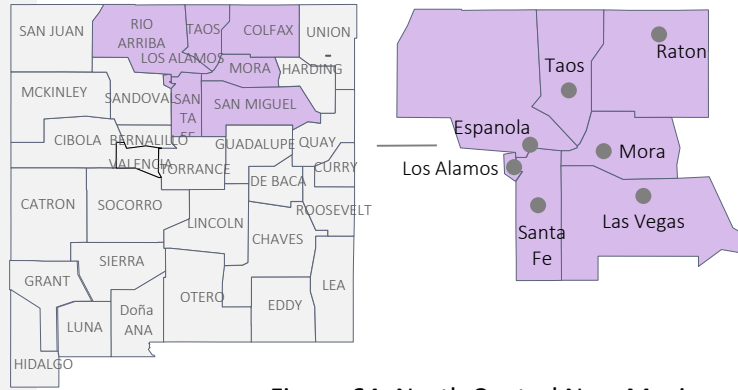 SAN JUAN
RIO
ARRIBA
TAOS
COLFAX
UNION
LOS ALAMOS
MORA
HARDING
MCKINLEY
SANDOVAL
SAN
TA
FE
SAN MIGUEL
CIBOLA
BERNALILLO
GUADALUPE
QUAY
VALENCIA
TORRANCE
CURRY
DE BACA
CATRON
SOCORRO
LINCOLN
ROOSEVELT
CHAVES
SIERRA
GRANT
OTERO
LEA
EDDY
LUNA
Doña
ANA
HIDALGO
Raton
Taos
Espanola
Los Alamos
Mora
Santa
Fe
Las Vegas